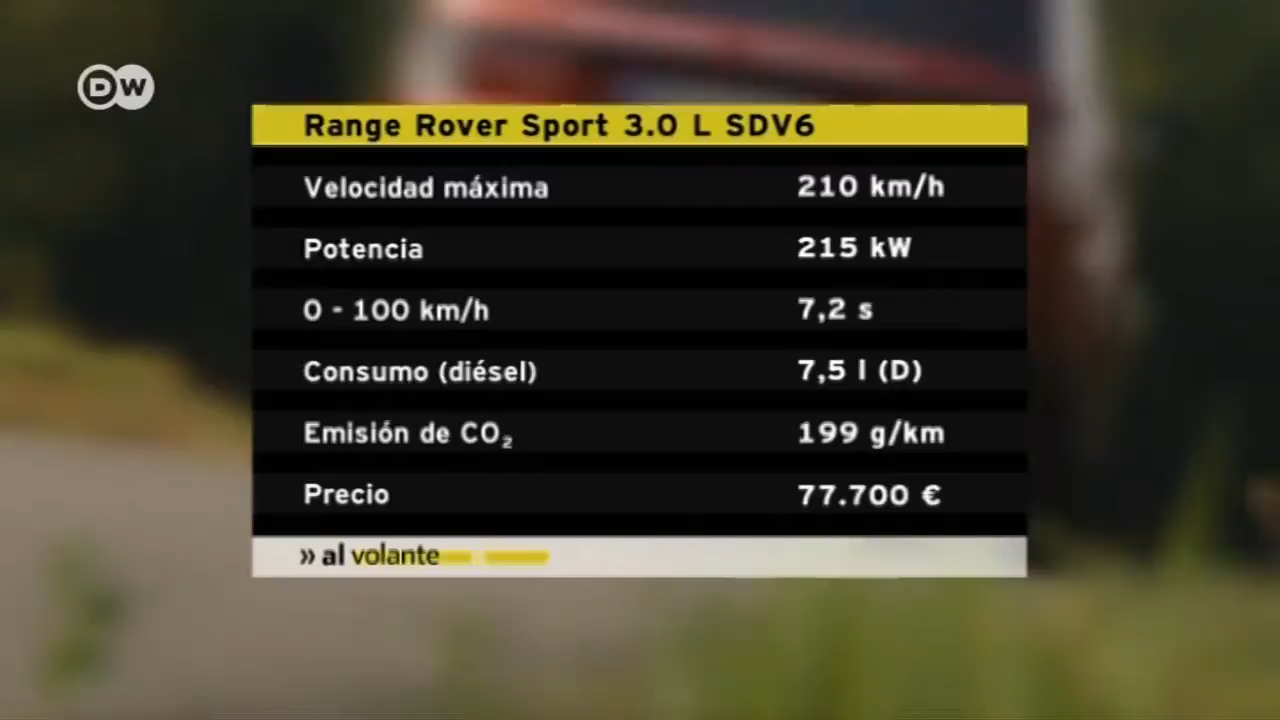 DW
Range Rover Sport 3.0 L SDV6
Velocidad máxima 210 km/h
Potencia 215 kW
0 - 100 km/h 7,2 s
Consumo (diésel) 7,5 l (D)
Emisión de CO₂ 199 g/km
Precio 77.700 €
» al volante